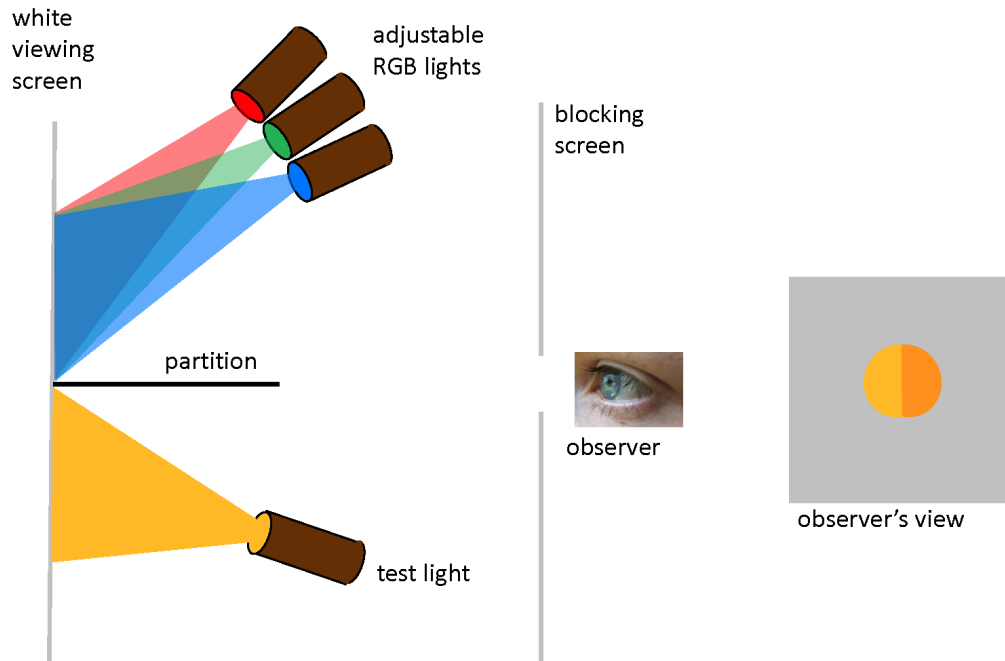 white
viewing
screen
adjustable
RGB lights
blocking
screen
partition
observer
observer's view
test light